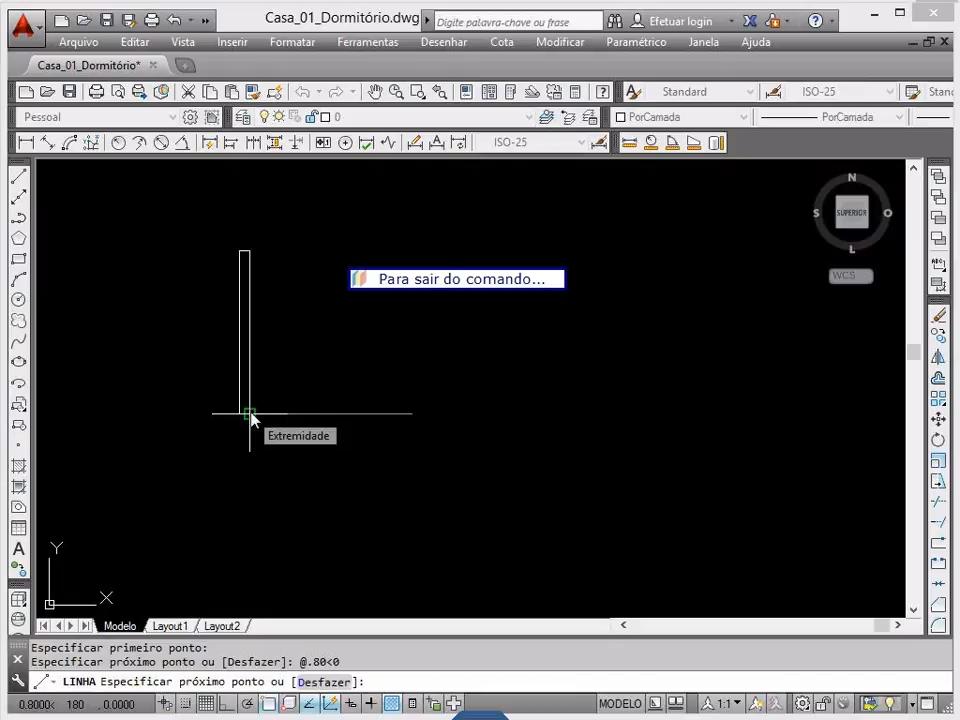 Casa_01_Dormitório.dwg
Digite palavra-chave ou frase
Efetuar login
Arquivo Editar Vista Inserir Formatar Ferramentas Desenhar Cota Modificar Paramétrico Janela Ajuda
Casa_01_Dormitório*
Standard ISO-25 Stand
Pessoal 0 PorCamada PorCamada
ISO-25
N
S SUPERIOR O
L
WCS
Para sair do comando...
Extremidade
Y
X
Modelo Layout1 Layout2
Especificar primeiro ponto:
Especificar próximo ponto ou [Desfazer]: @.80<0
LINHA Especificar próximo ponto ou [Desfazer]:
0.8000< 180 , 0.0000 MODELO 1:1